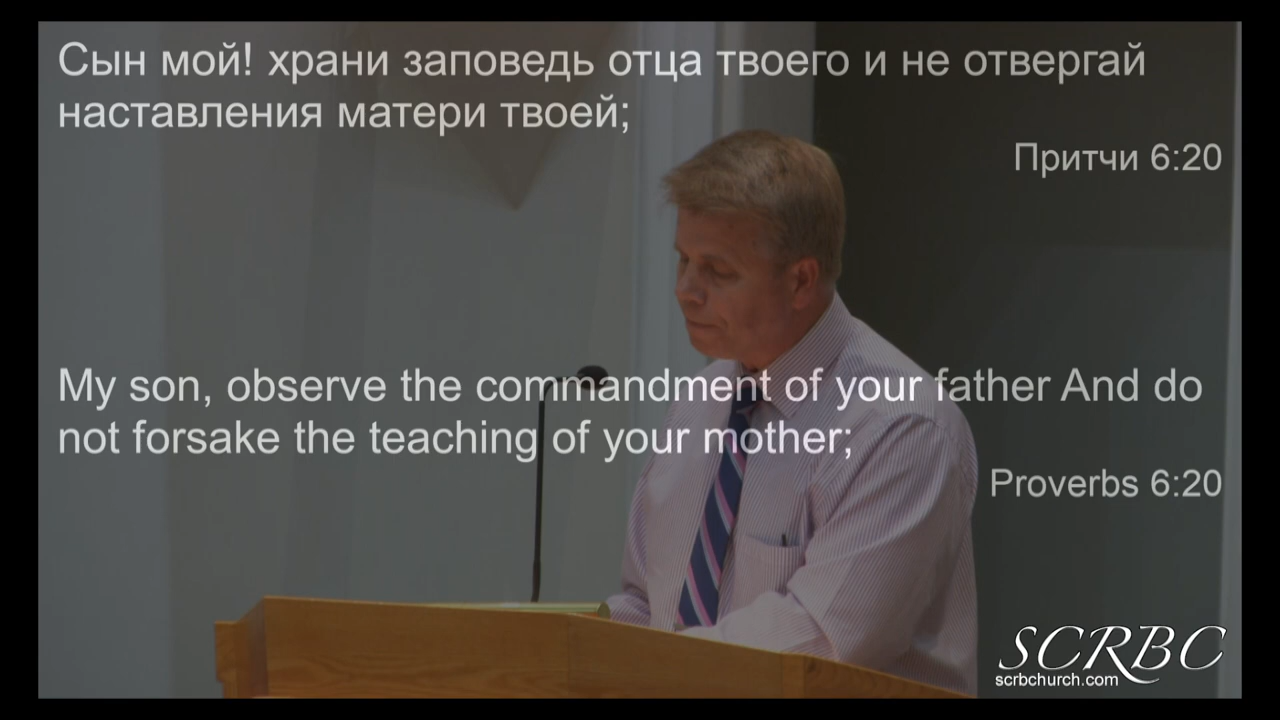 Сын мой! храни заповедь отца твоего и не отвергай
наставления матери твоей;
Притчи 6:20
My son, observe the commandment of your father And do
not forsake the teaching of your mother;
Proverbs 6:20
SCRBC
scrbchurch.com